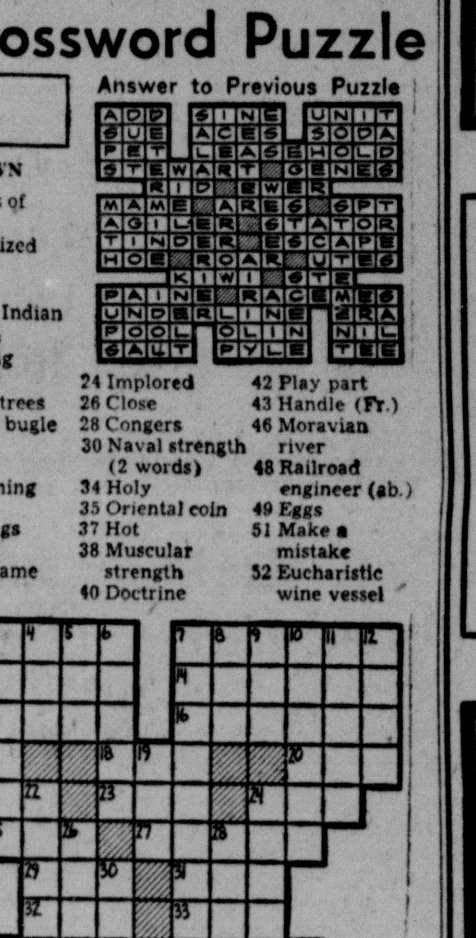 ossword Puzzle
Answer to Previous Puzzle
ADD SINE UNIT
SUE ACES SODA
PET LEASEHOLD
STEWART GENES
RID EWER
MAME ARES SPT
AGILER STATOR
TINDER ESCAPE
HOE ROAR UTES
KIWI STE
PAINE RACEMES
UNDERLINE ERA
POOL OLIN NIL
SALT PYLE TEE
WN
of
ized
Indian
g
trees
bugle
ning
gs
ame
24 Implored
26 Close
28 Congers
30 Naval strength
(2 words)
34 Holy
35 Oriental coin
37 Hot
38 Muscular
strength
40 Doctrine
42 Play part
43 Handle (Fr.)
46 Moravian
river
48 Railroad
engineer (ab.)
49 Eggs
51 Make a
mistake
52 Eucharistic
wine vessel
4 5 6 7 8 9 10 11 12
14
16
18 19 20
22 23 24
26 27 28
29 30 31
32 33